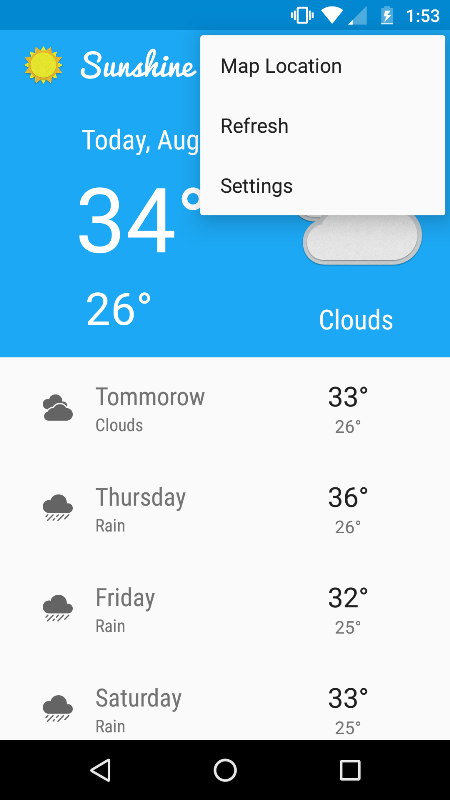 1:53
Sunshine
Map Location
Refresh
Settings
Today, Aug
34°
26°
Clouds
Tommorow
33°
Clouds
26°
Thursday
36°
Rain
26°
Friday
32°
Rain
25°
Saturday
33°
Rain
25°